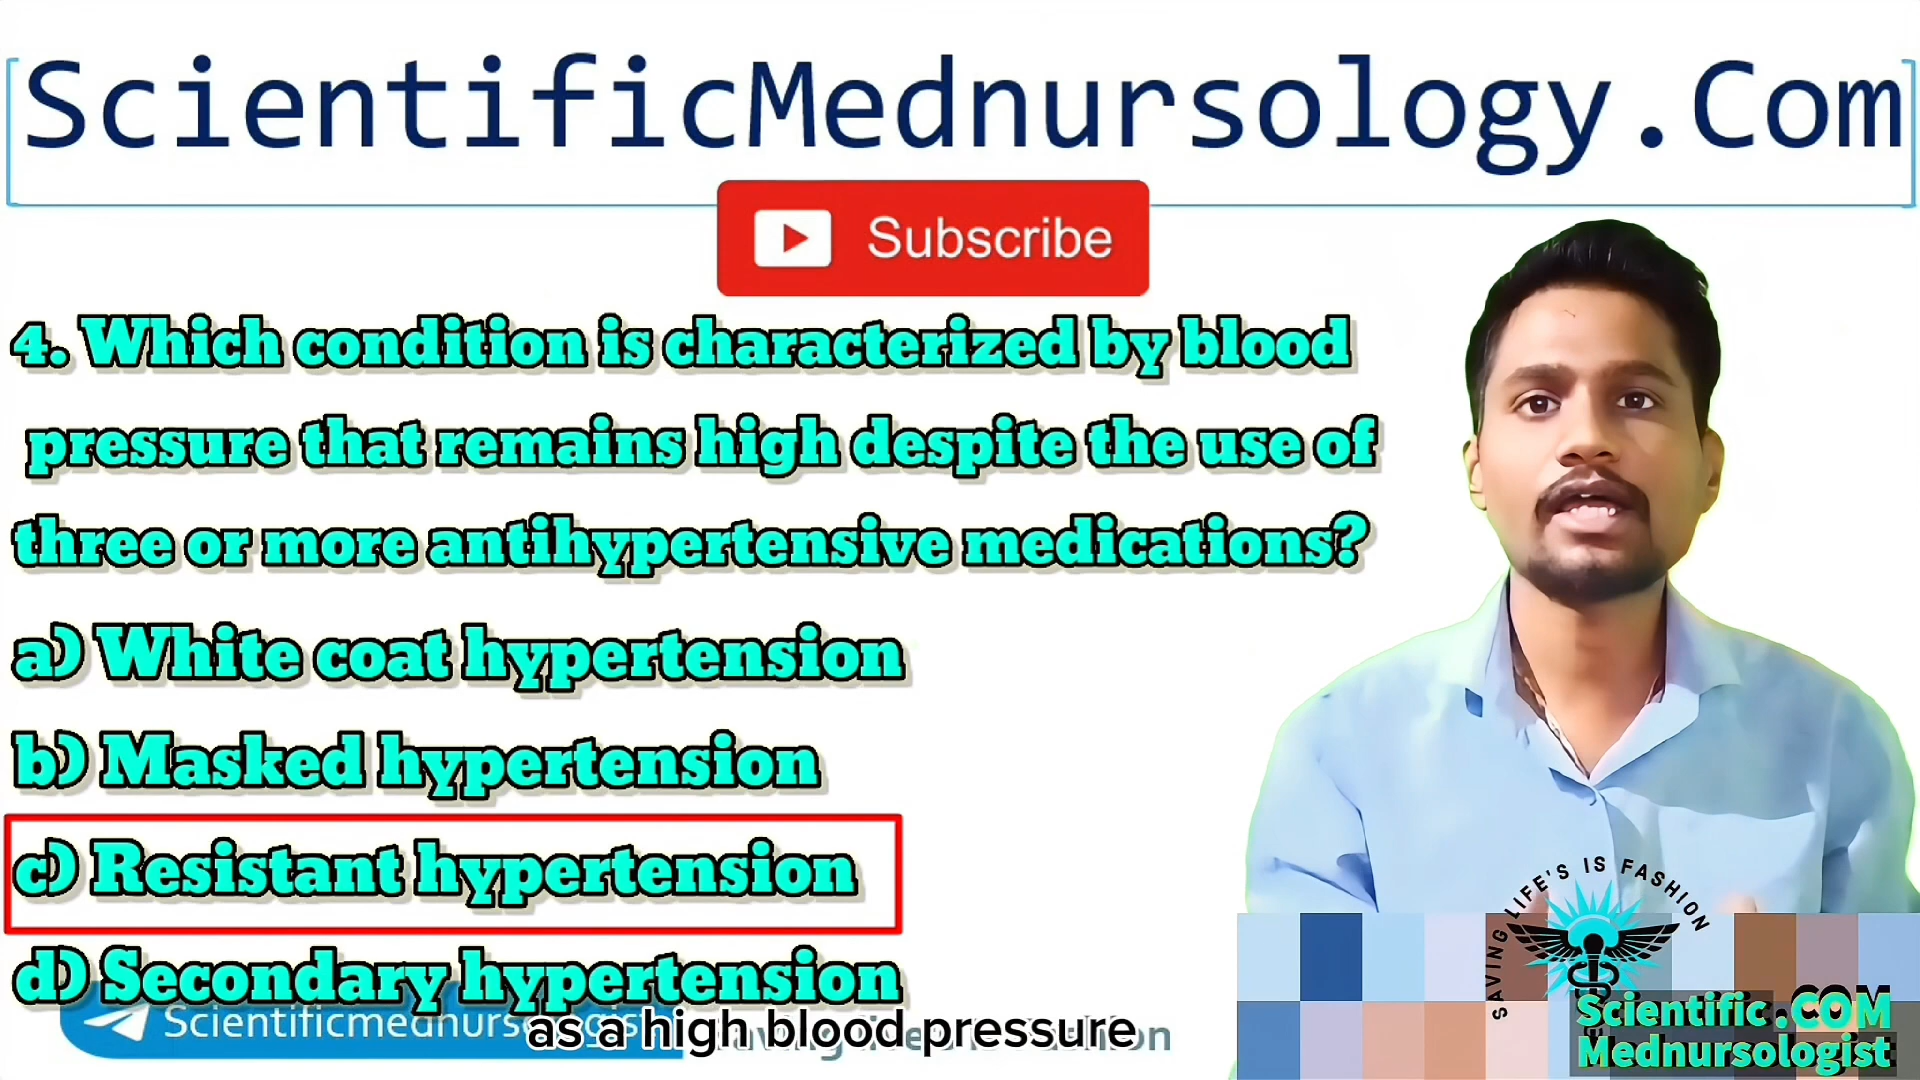 ScientificMednursology.Com
Subscribe
4. Which condition is characterized by blood
pressure that remains high despite the use of
three or more antihypertensive medications?
a) White coat hypertension
b) Masked hypertension
c) Resistant hypertension
d) Secondary hypertension
as a high blood pressure
SAVING LIFE'S IS FASHION
Scientific.COM
Mednursologist